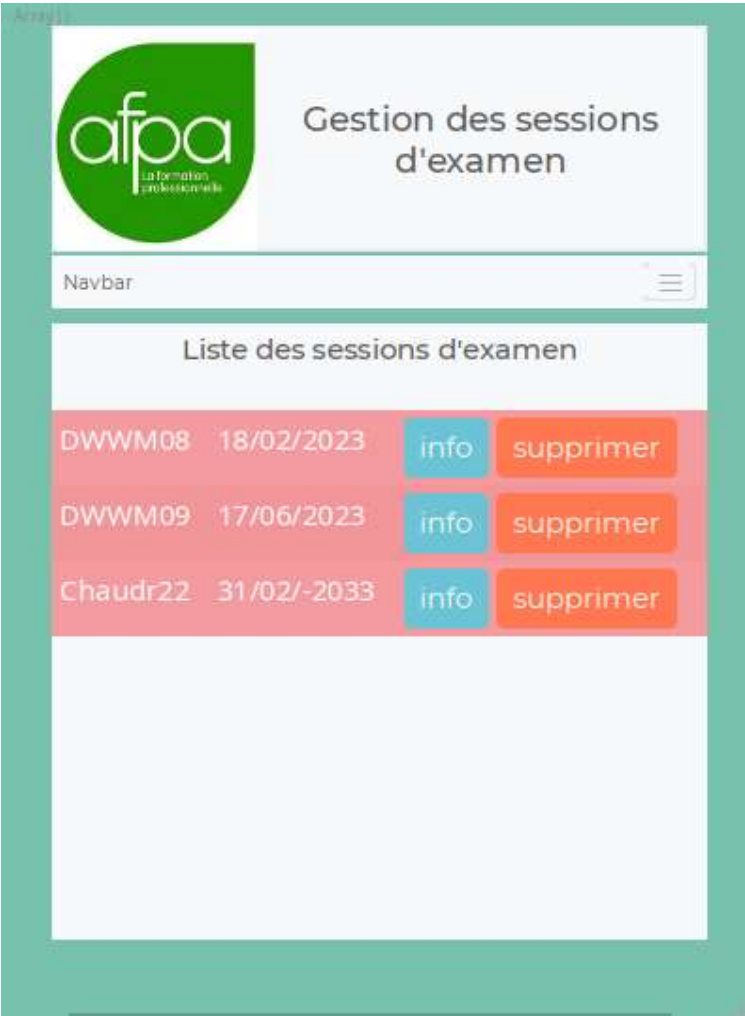 Array()
afpa
La formation
professionnelle
Gestion des sessions
d'examen
Navbar
Liste des sessions d'examen
DWWM08 18/02/2023 info supprimer
DWWM09 17/06/2023 info supprimer
Chaudr22 31/02/-2033 info supprimer